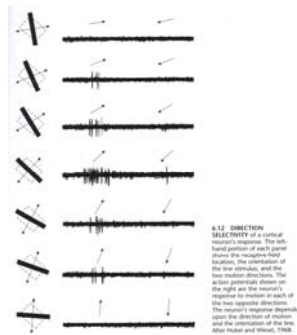 6.12 DIRECTION
SELECTIVITY of a cortical
neuron's response. The left-
hand portion of each panel
shows the receptive-field
location, the orientation of
the line stimulus, and the
two motion directions. The
action potentials shown on
the right are the neuron's
response to motion in each of
the two opposite directions.
The neuron's response depends
upon the direction of motion
and the orientation of the line.
After Hubel and Wiesel, 1968.